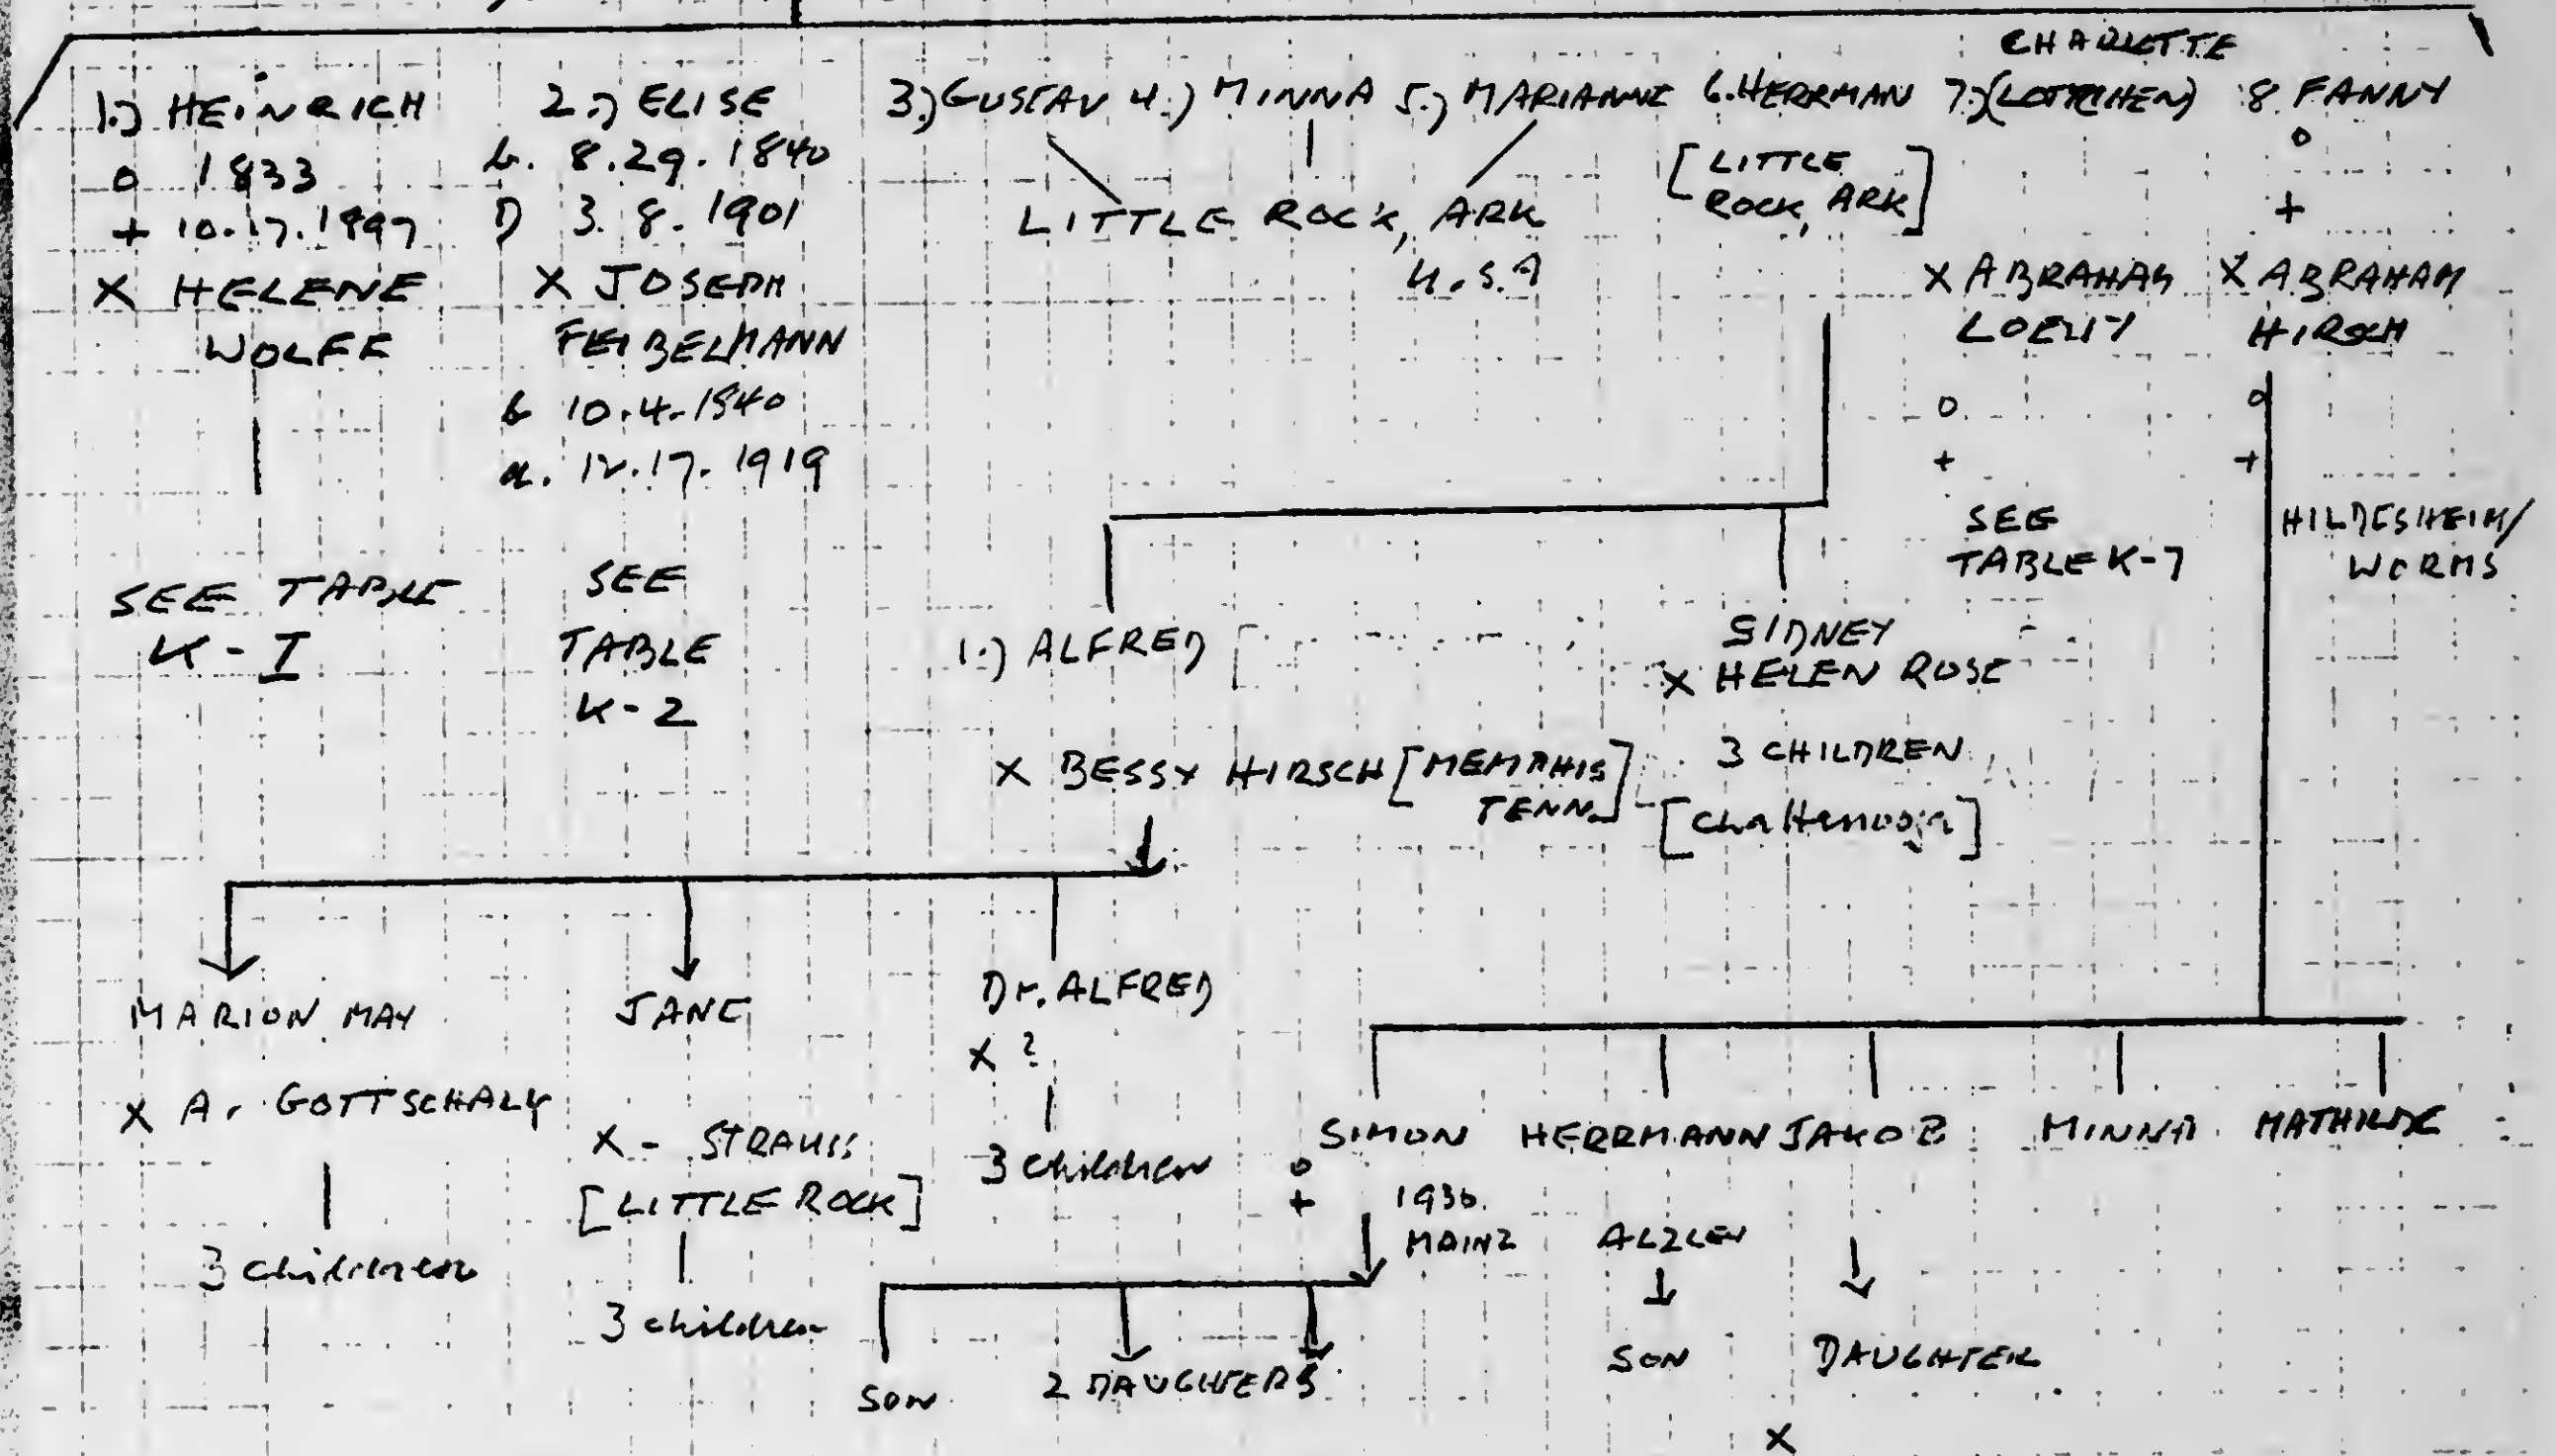 CHARLOTTE
1.) HEINRICH 2.) ELISE 3.) GUSTAV 4.) MINNA 5.) MARIANNE 6. HERRMAN 7.) (LOTTCHEN) 8. FANNY
o 1833 b. 8.29.1840 [LITTLE o
+ 10.17.1897 D 3.8.1901 LITTLE ROCK, ARK ROCK, ARK] +
U.S.A
X HELENE X JOSEPH X ABRAHAM X ABRAHAM
WOLFF FEIBELMANN LOEWY HIRSCH
b 10.4.1840 o o
d. 12.17.1919 + +
SEE HILDESHEIM/
TABLE K-7 WORMS
SEE TABLE SEE
K-I TABLE
K-2
1.) ALFRED SIDNEY
X HELEN ROSE
X BESSY HIRSCH [MEMPHIS 3 CHILDREN
TENN.] [Chattanooga]
MARION MAY JANE Dr. ALFRED
X ?
X A. GOTTSCHALK
X - STRAUSS 3 children SIMON HERRMANN JAKOB MINNA MATHILDE
[LITTLE ROCK] o
+ 1936.
MAINZ
3 children
3 children SON DAUGHTER
SON 2 DAUGHTERS
X